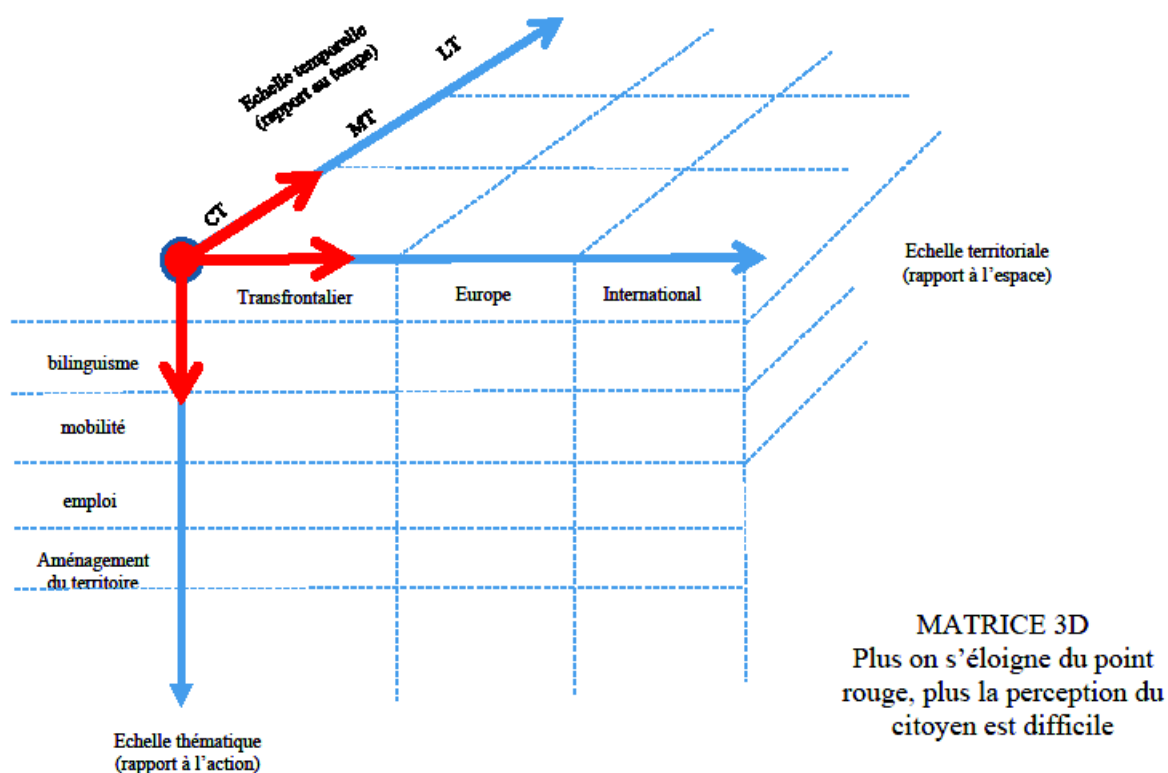 Echelle temporelle
(rapport au temps)
LT
MT
CT
Echelle territoriale
(rapport à l'espace)
Transfrontalier
Europe
International
bilinguisme
mobilité
emploi
Aménagement
du territoire
MATRICE 3D
Plus on s'éloigne du point
rouge, plus la perception du
citoyen est difficile
Echelle thématique
(rapport à l'action)